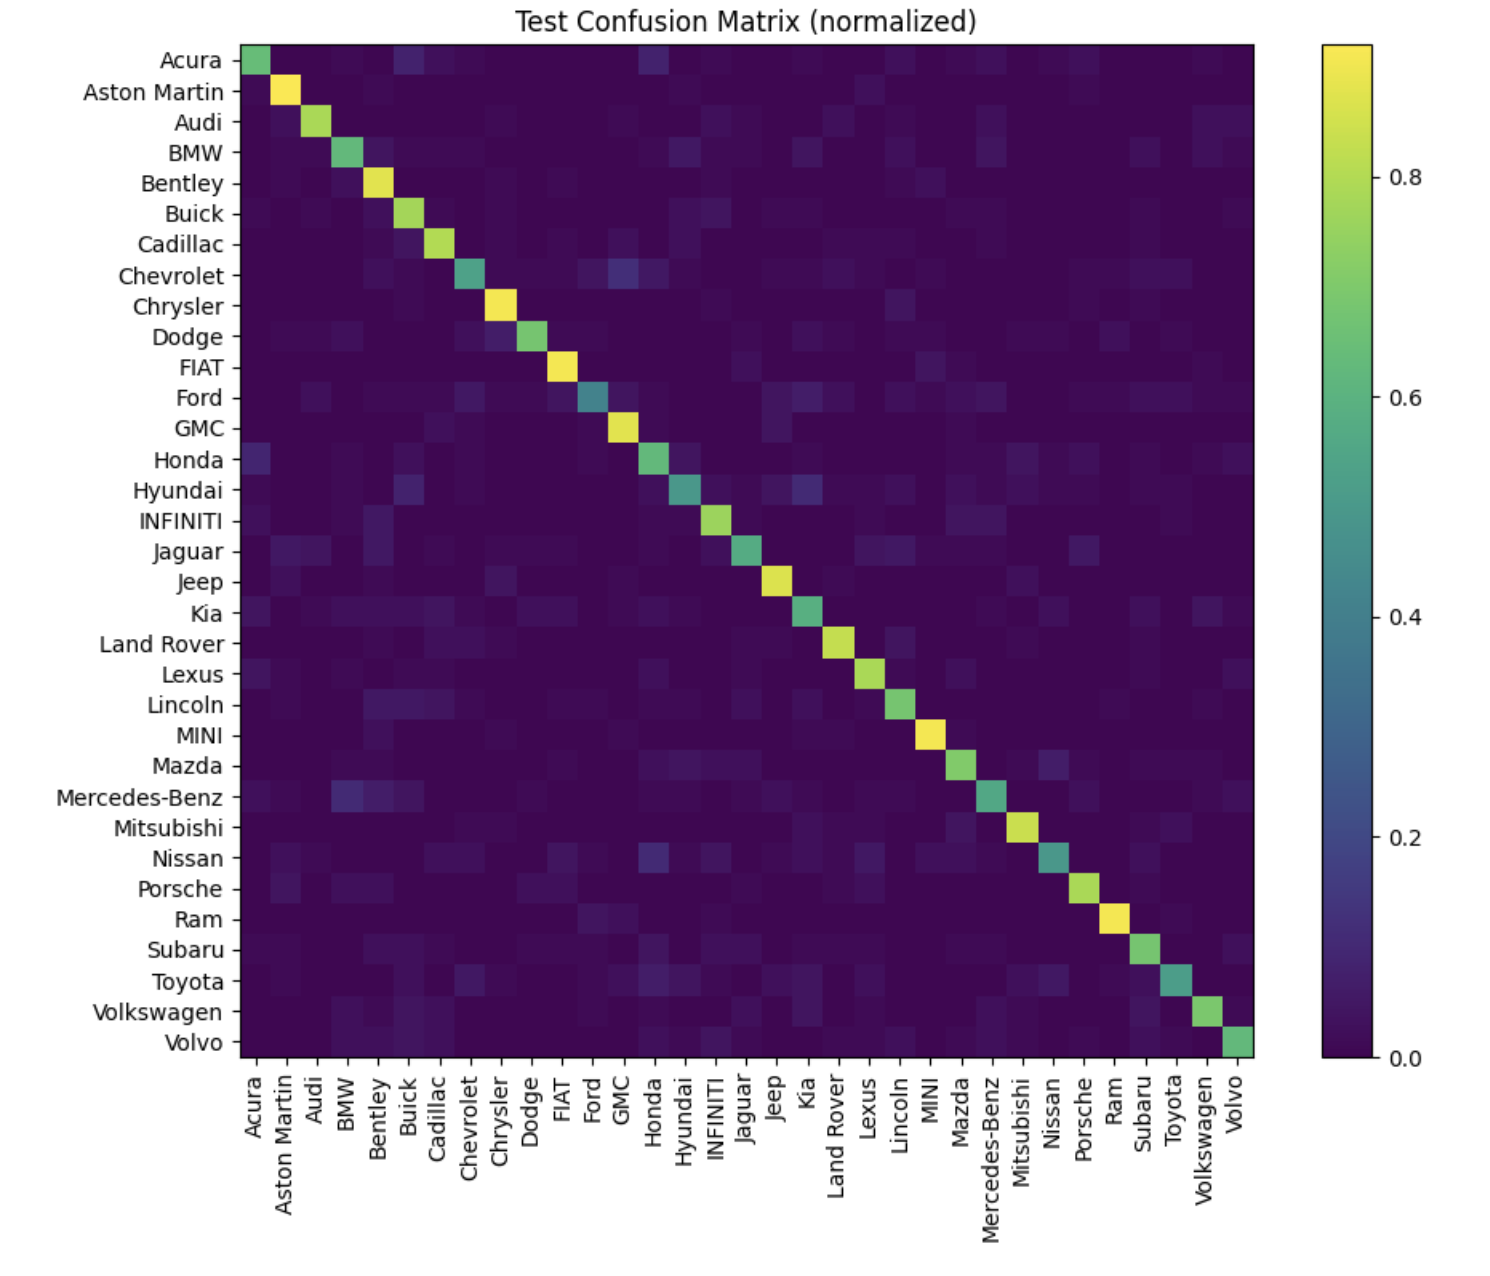 Test Confusion Matrix (normalized)
Acura
Aston Martin
Audi
BMW
Bentley
Buick
Cadillac
Chevrolet
Chrysler
Dodge
FIAT
Ford
GMC
Honda
Hyundai
INFINITI
Jaguar
Jeep
Kia
Land Rover
Lexus
Lincoln
MINI
Mazda
Mercedes-Benz
Mitsubishi
Nissan
Porsche
Ram
Subaru
Toyota
Volkswagen
Volvo
Acura
Aston Martin
Audi
BMW
Bentley
Buick
Cadillac
Chevrolet
Chrysler
Dodge
FIAT
Ford
GMC
Honda
Hyundai
INFINITI
Jaguar
Jeep
Kia
Land Rover
Lexus
Lincoln
MINI
Mazda
Mercedes-Benz
Mitsubishi
Nissan
Porsche
Ram
Subaru
Toyota
Volkswagen
Volvo
0.8
0.6
0.4
0.2
0.0